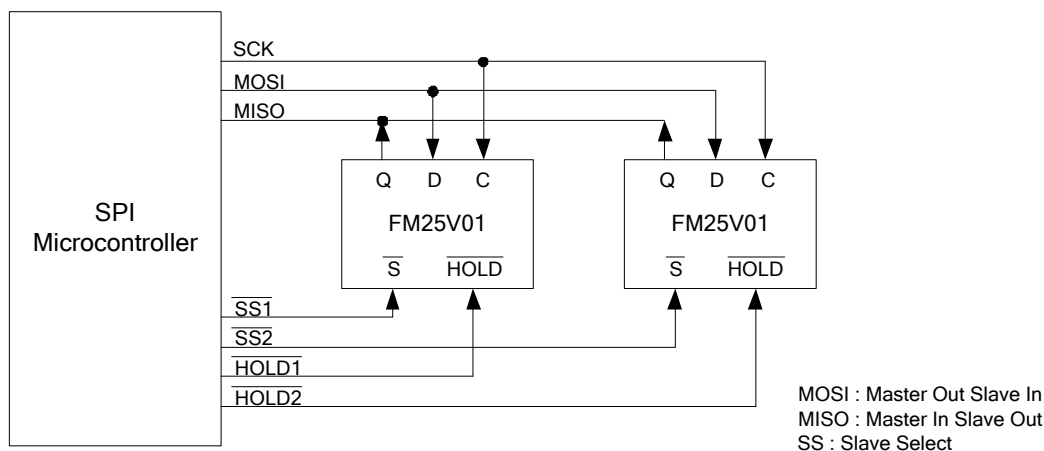 SCK
MOSI
MISO
Q D C
Q D C
SPI
Microcontroller
FM25V01
FM25V01
S HOLD
S HOLD
SS1
SS2
HOLD1
HOLD2
MOSI : Master Out Slave In
MISO : Master In Slave Out
SS : Slave Select